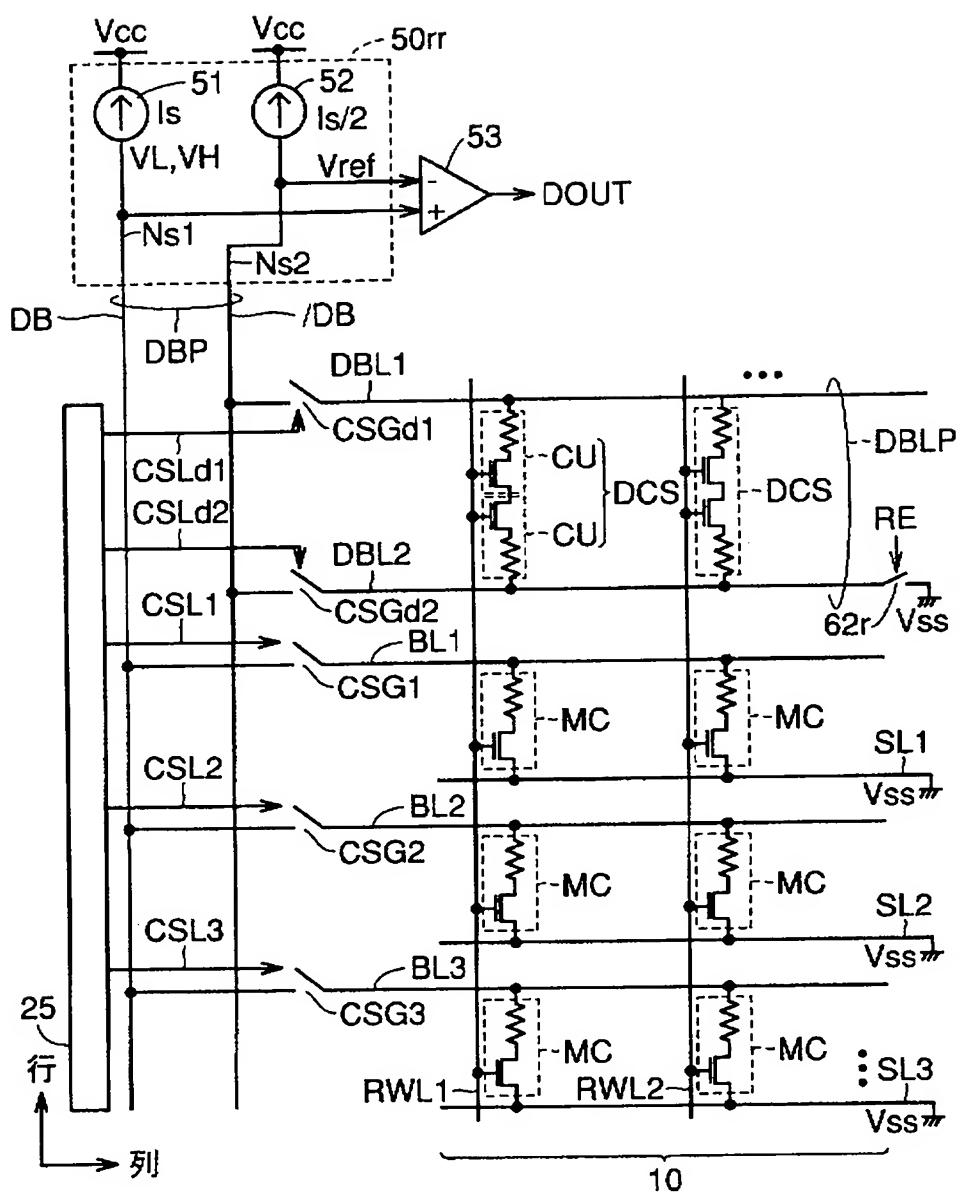 Vcc Vcc
50rr
51 52
Is Is/2
53
VL,VH Vref
- DOUT
+
Ns1
Ns2
DB /DB
DBP
DBL1
CSGd1
DBLP
CSLd1 CU DCS DCS
CSLd2 CU RE
DBL2
CSL1 CSGd2 62r Vss
BL1
CSG1
MC MC
SL1
CSL2 Vss
BL2
CSG2
MC MC
SL2
CSL3 Vss
BL3
25 CSG3
MC MC
行 RWL1 RWL2 SL3
Vss
列
10